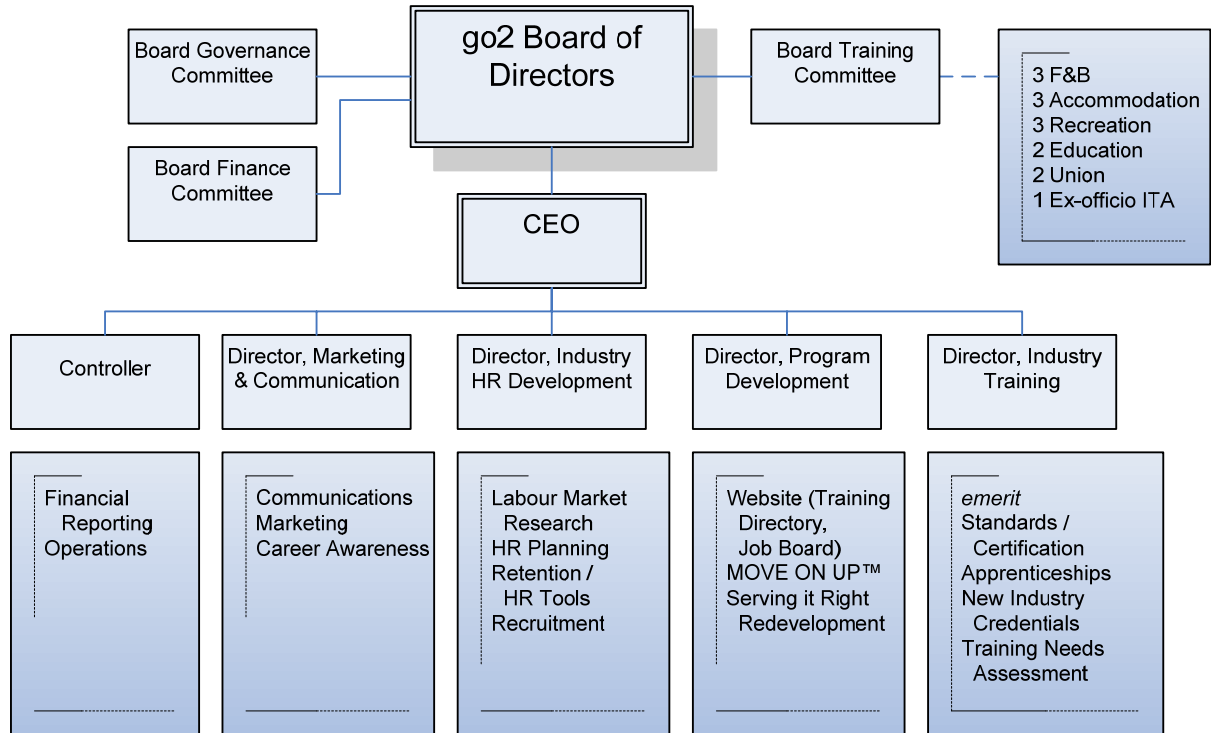 go2 Board of
Directors
Board Governance
Committee
Board Training
Committee
3 F&B
3 Accommodation
3 Recreation
2 Education
2 Union
1 Ex-officio ITA
Board Finance
Committee
CEO
Controller
Director, Marketing
& Communication
Director, Industry
HR Development
Director, Program
Development
Director, Industry
Training
Financial
Reporting
Operations
Communications
Marketing
Career Awareness
Labour Market
Research
HR Planning
Retention /
HR Tools
Recruitment
Website (Training
Directory,
Job Board)
MOVE ON UP™
Serving it Right
Redevelopment
emerit
Standards /
Certification
Apprenticeships
New Industry
Credentials
Training Needs
Assessment